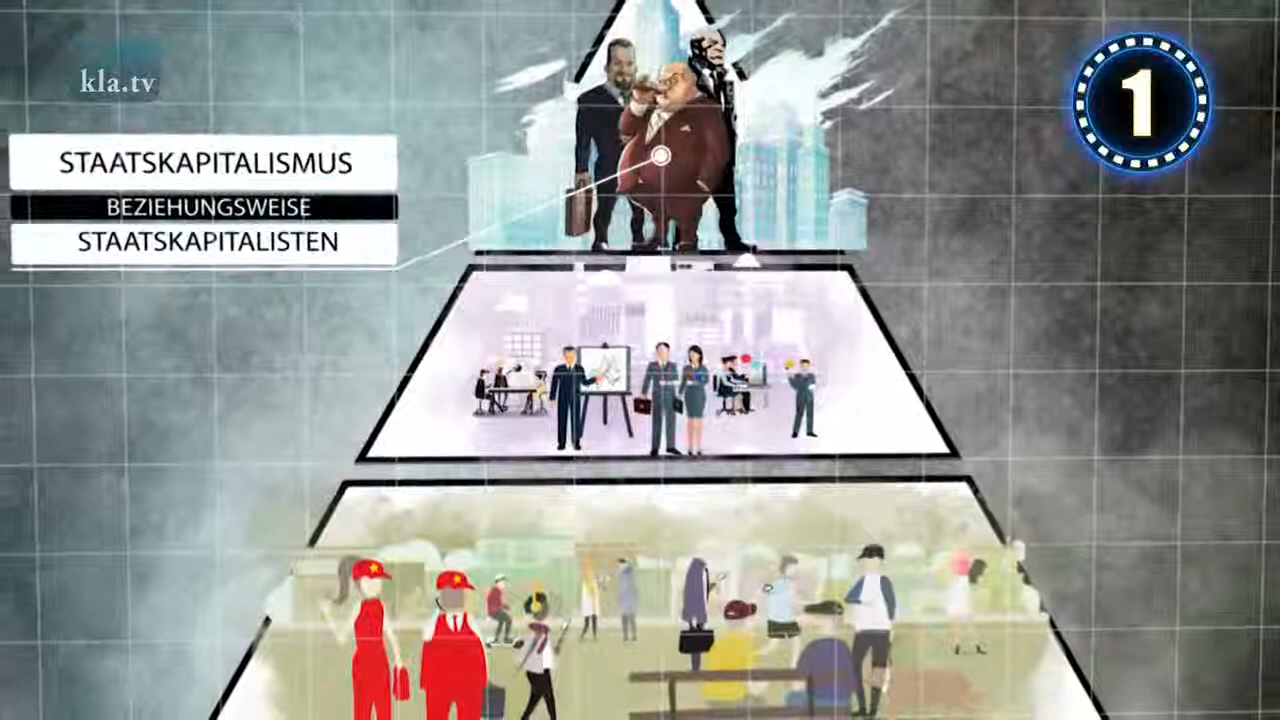 kla.tv
1
STAATSKAPITALISMUS
BEZIEHUNGSWEISE
STAATSKAPITALISTEN